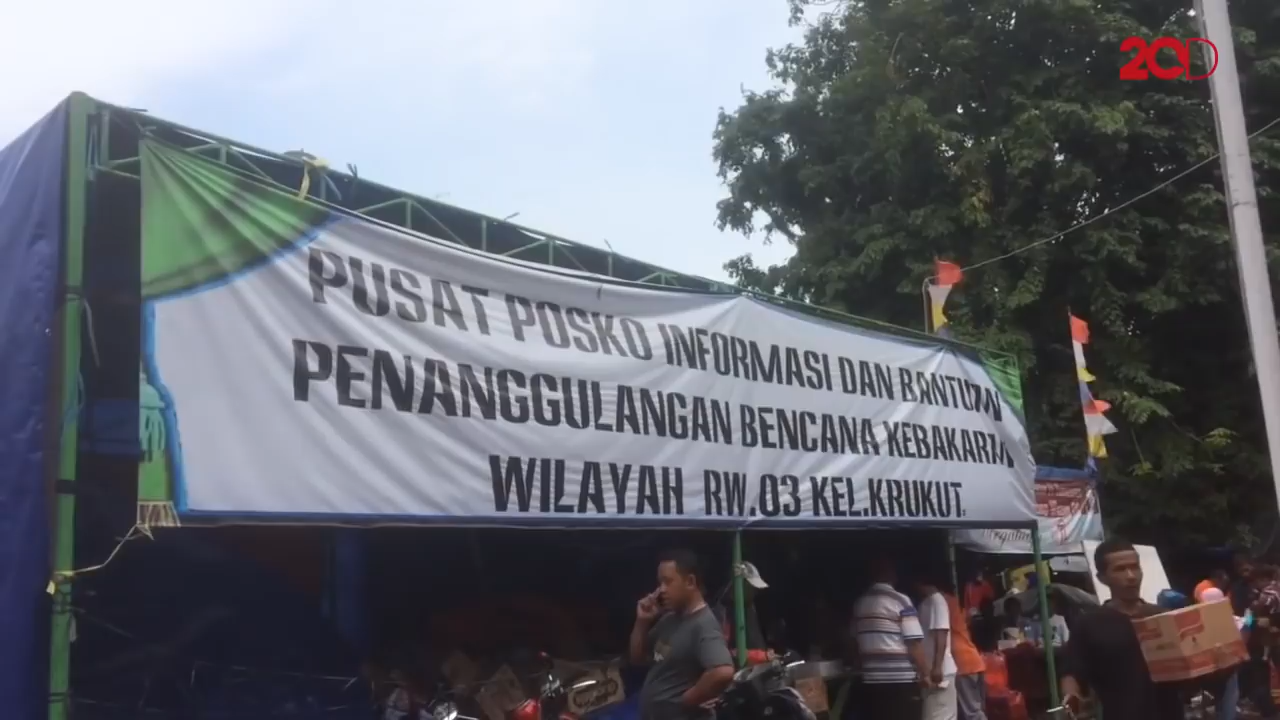 20D
PUSAT POSKO INFORMASI DAN BANTUAN
PENANGGULANGAN BENCANA KEBAKARAN
WILAYAH RW.03 KEL.KRUKUT.